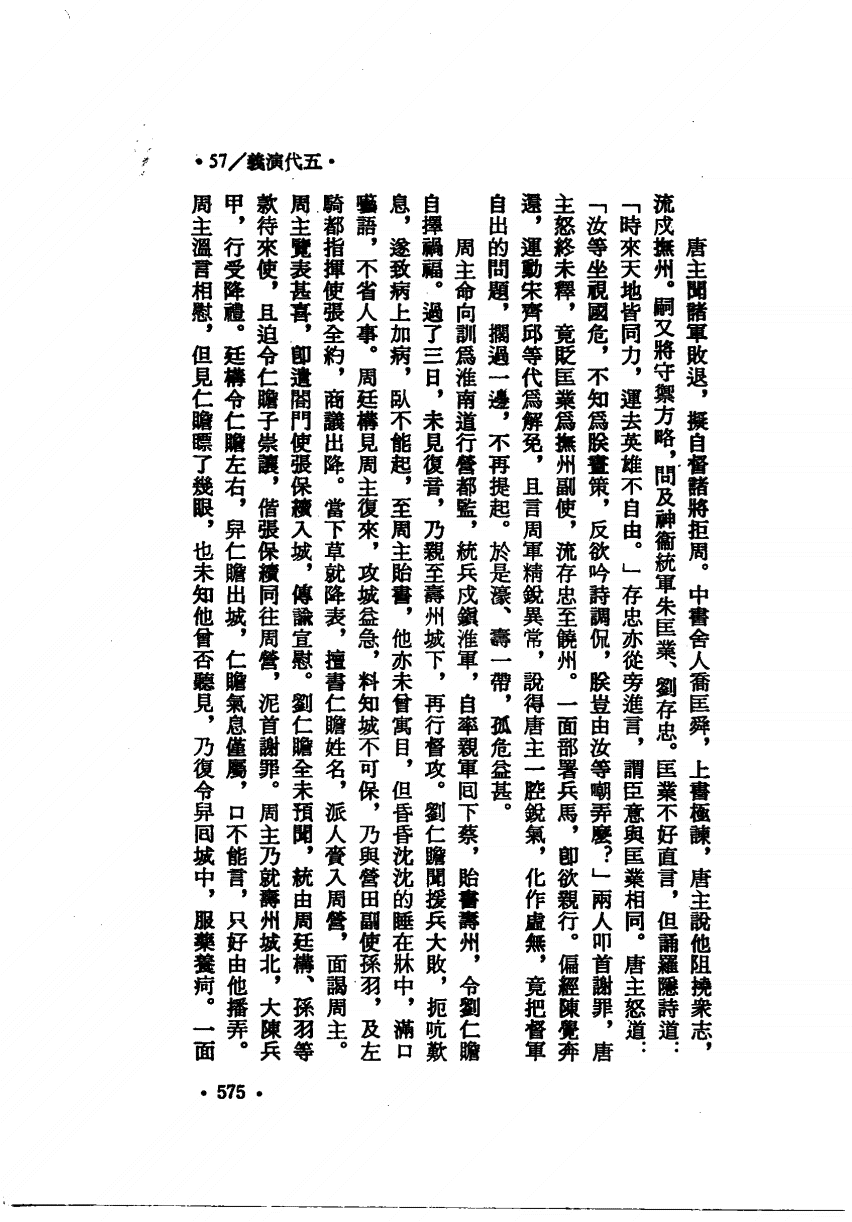 ·57/義演代五·
唐主聞諸軍敗退，擬自督諸將拒周。中書舍人喬匡舜，上書極諫，唐主說他阻撓衆志，
流戍撫州。嗣又將守禦方略，問及神衞統軍朱匡業、劉存忠。匡業不好直言，但誦羅隱詩道：
「時來天地皆同力，運去英雄不自由。」存忠亦從旁進言，謂臣意與匡業相同。唐主怒道：
「汝等坐視國危，不知爲朕畫策，反欲吟詩調侃，朕豈由汝等嘲弄麼？」兩人叩首謝罪，唐
主怒終未釋，竟貶匡業爲撫州副使，流存忠至饒州。一面部署兵馬，卽欲親行。偏經陳覺奔
還，運動宋齊邱等代爲解免，且言周軍精銳異常，說得唐主一腔銳氣，化作虛無，竟把督軍
自出的問題，擱過一邊，不再提起。於是濠、壽一帶，孤危益甚。
周主命向訓爲淮南道行營都監，統兵戍鎭淮軍，自率親軍囘下蔡，貽書壽州，令劉仁贍
自擇禍福。過了三日，未見復音，乃親至壽州城下，再行督攻。劉仁贍聞援兵大敗，扼吭歎
息，遂致病上加病，臥不能起，至周主貽書，他亦未曾寓目，但昏昏沈沈的睡在牀中，滿口
囈語，不省人事。周廷構見周主復來，攻城益急，料知城不可保，乃與營田副使孫羽，及左
騎都指揮使張全約，商議出降。當下草就降表，擅書仁贍姓名，派人齎入周營，面謁周主。
周主覽表甚喜，卽遣閤門使張保續入城，傳諭宣慰。劉仁贍全未預聞，統由周廷構、孫羽等
款待來使，且迫令仁贍子崇讓，偕張保續同往周營，泥首謝罪。周主乃就壽州城北，大陳兵
甲，行受降禮。廷構令仁贍左右，舁仁贍出城，仁贍氣息僅屬，口不能言，只好由他播弄。
周主溫言相慰，但見仁贍瞟了幾眼，也未知他曾否聽見，乃復令舁囘城中，服藥養疴。一面
·575·